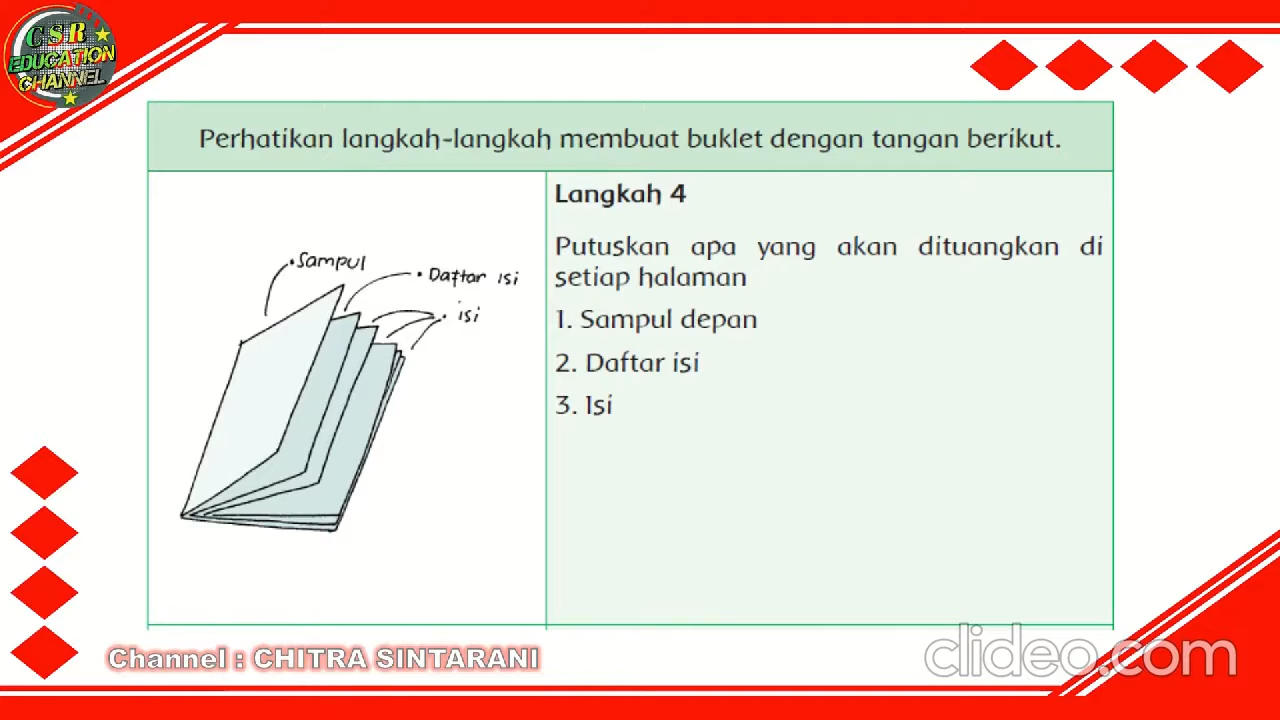 CSR
EDUCATION
CHANNEL
Perhatikan langkah-langkah membuat buklet dengan tangan berikut.
•Sampul
• Daftar isi
• isi
Langkah 4
Putuskan apa yang akan dituangkan di
setiap halaman
1. Sampul depan
2. Daftar isi
3. Isi
Channel : CHITRA SINTARANI
clideo.com